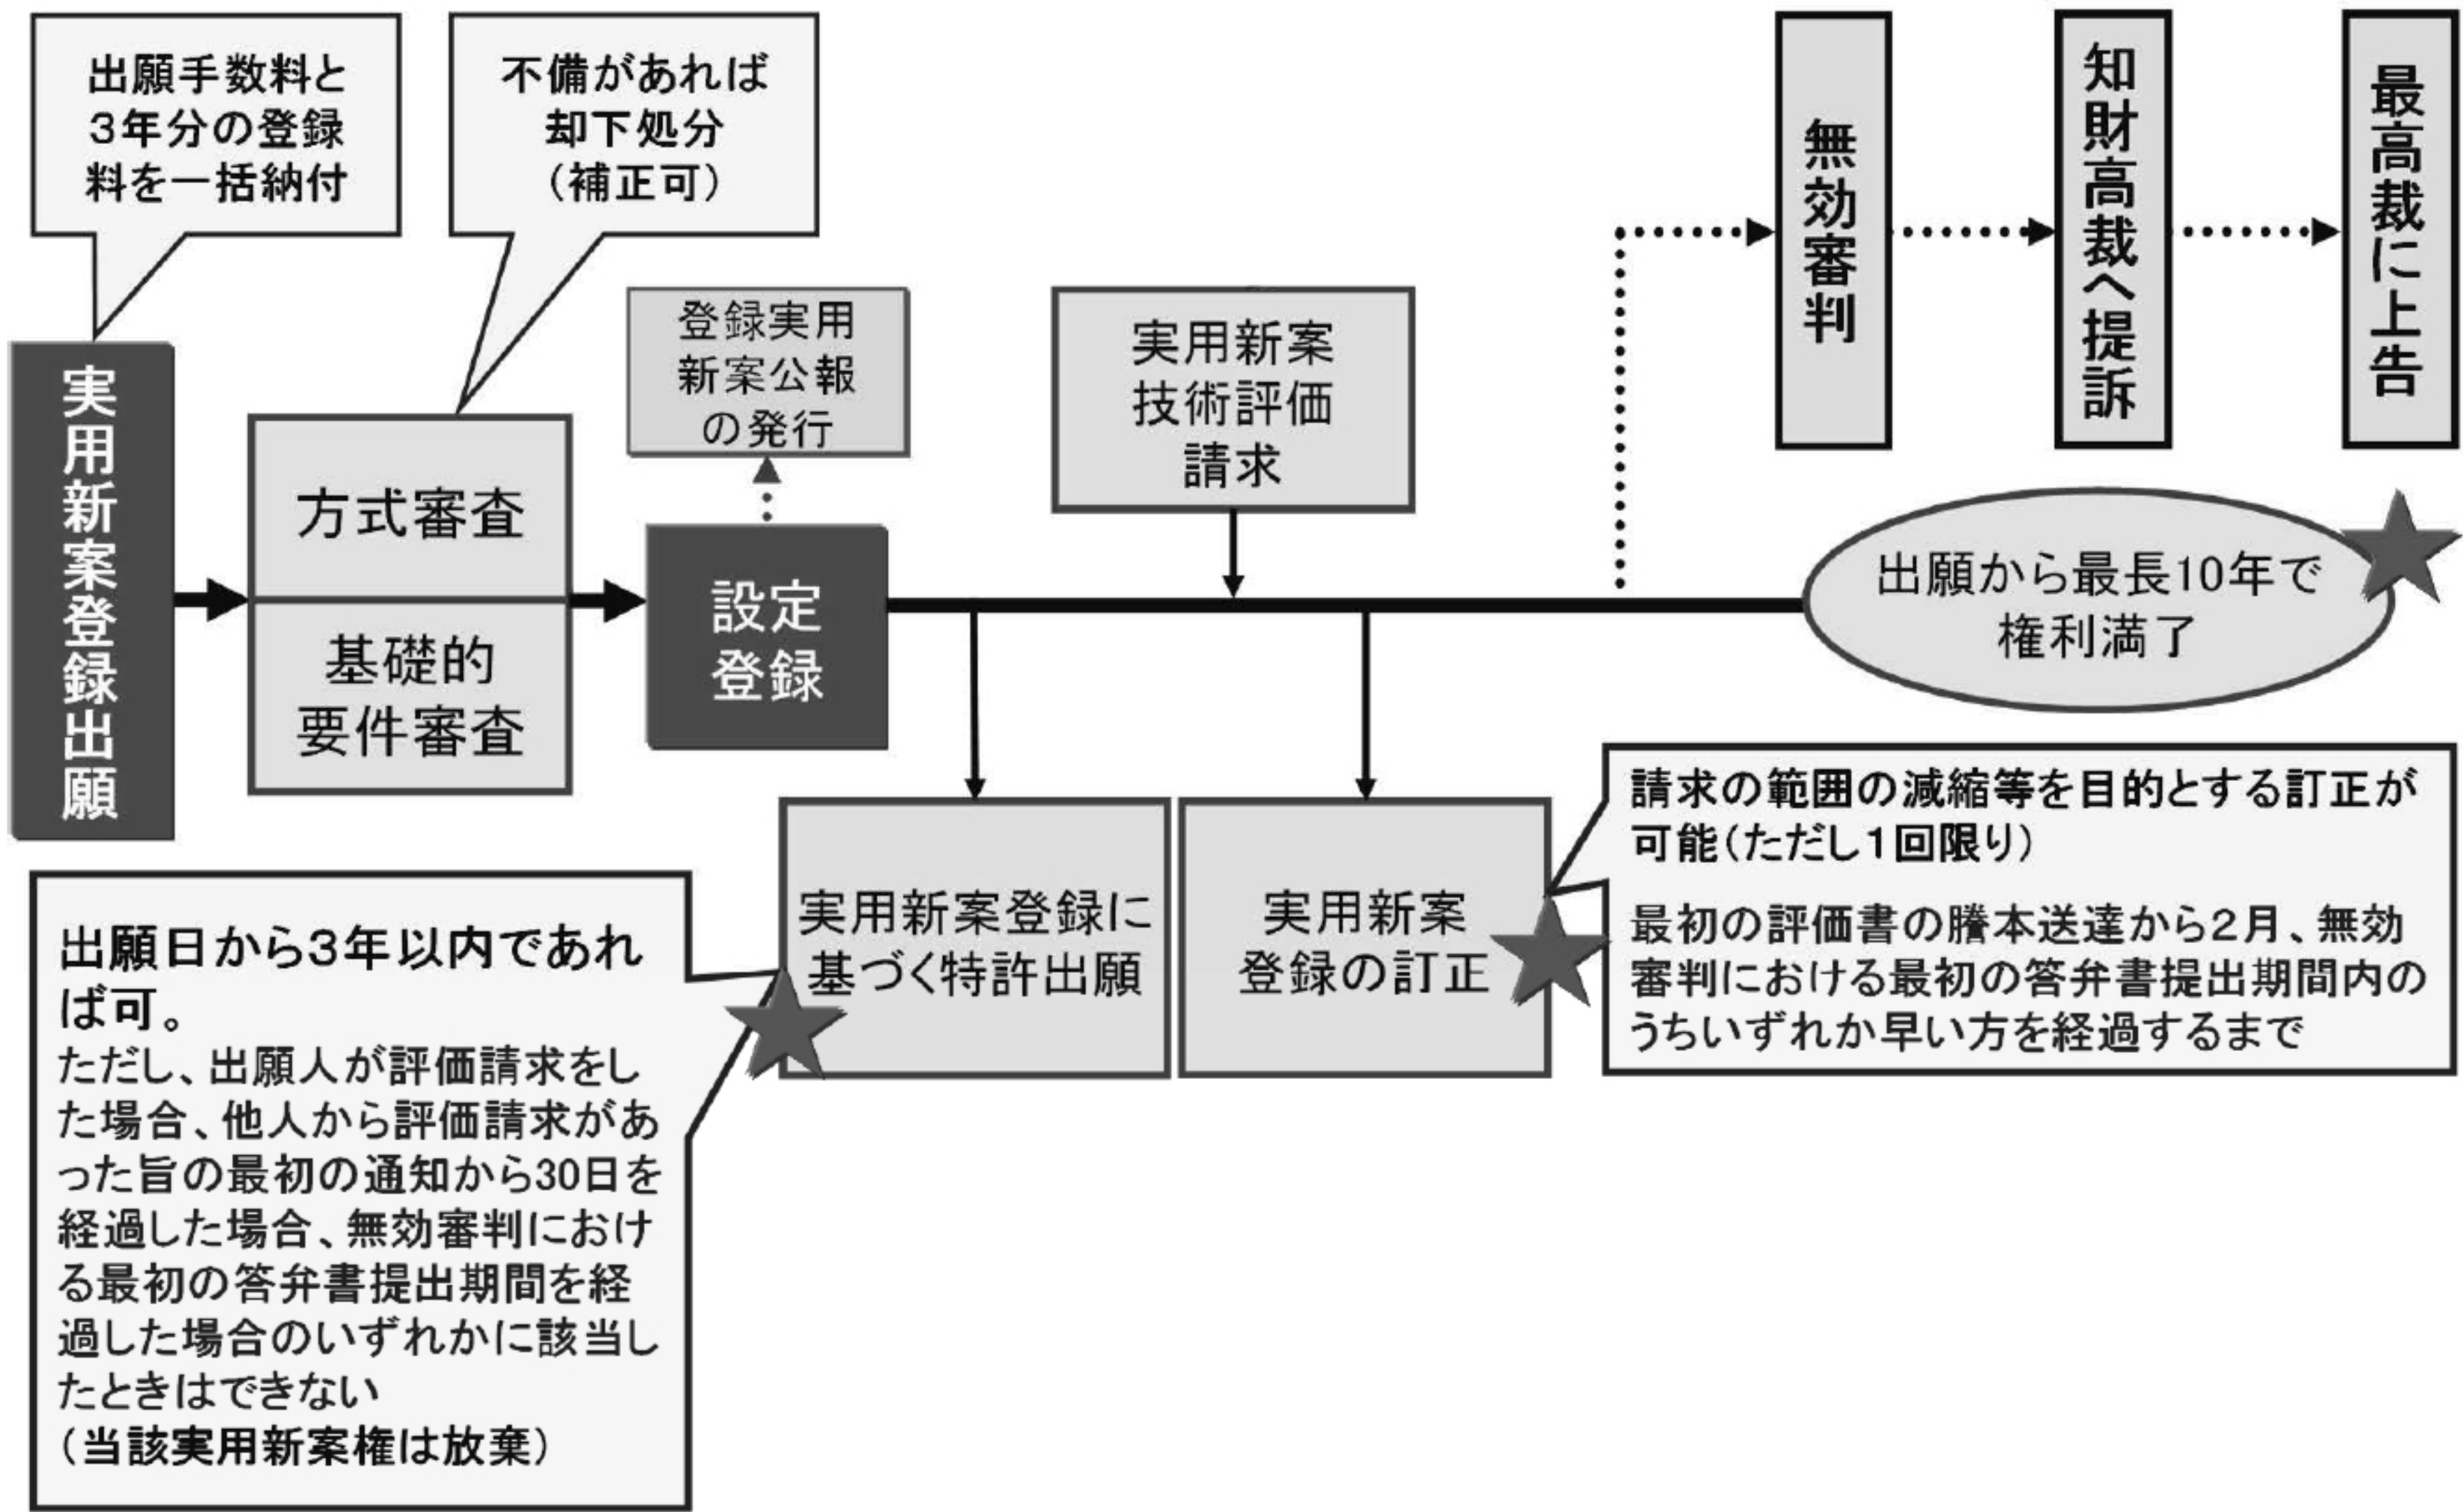 出願手数料と
3年分の登録
料を一括納付
不備があれば
却下処分
(補正可)
実用新案登録出願
方式審査
基礎的
要件審査
登録実用
新案公報
の発行
設定
登録
実用新案
技術評価
請求
無効審判
知財高裁へ提訴
最高裁に上告
出願から最長10年で
権利満了
実用新案登録に
基づく特許出願
実用新案
登録の訂正
請求の範囲の減縮等を目的とする訂正が
可能(ただし1回限り)
最初の評価書の謄本送達から2月、無効
審判における最初の答弁書提出期間内の
うちいずれか早い方を経過するまで
出願日から3年以内であれ
ば可。
ただし、出願人が評価請求をし
た場合、他人から評価請求があ
った旨の最初の通知から30日を
経過した場合、無効審判におけ
る最初の答弁書提出期間を経
過した場合のいずれかに該当し
たときはできない
(当該実用新案権は放棄)